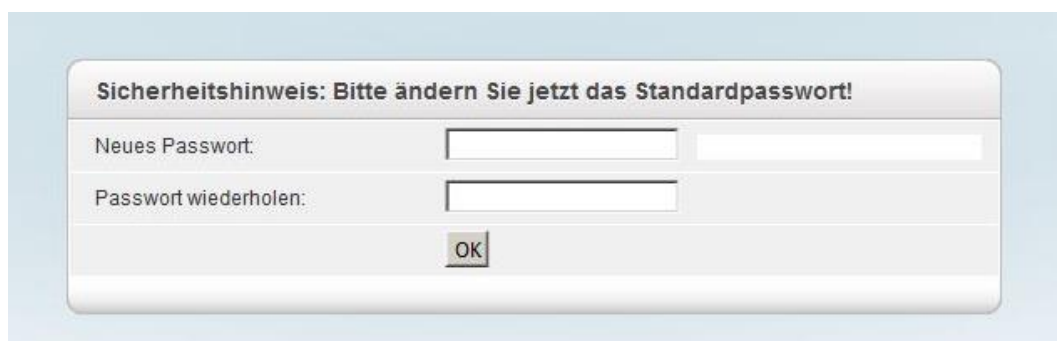 Sicherheitshinweis: Bitte ändern Sie jetzt das Standardpasswort!
Neues Passwort:
Passwort wiederholen:
OK